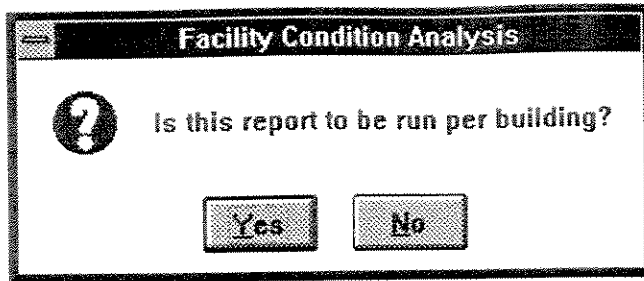 Facility Condition Analysis
Is this report to be run per building?
Yes
No